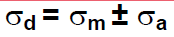 σd = σm ± σa